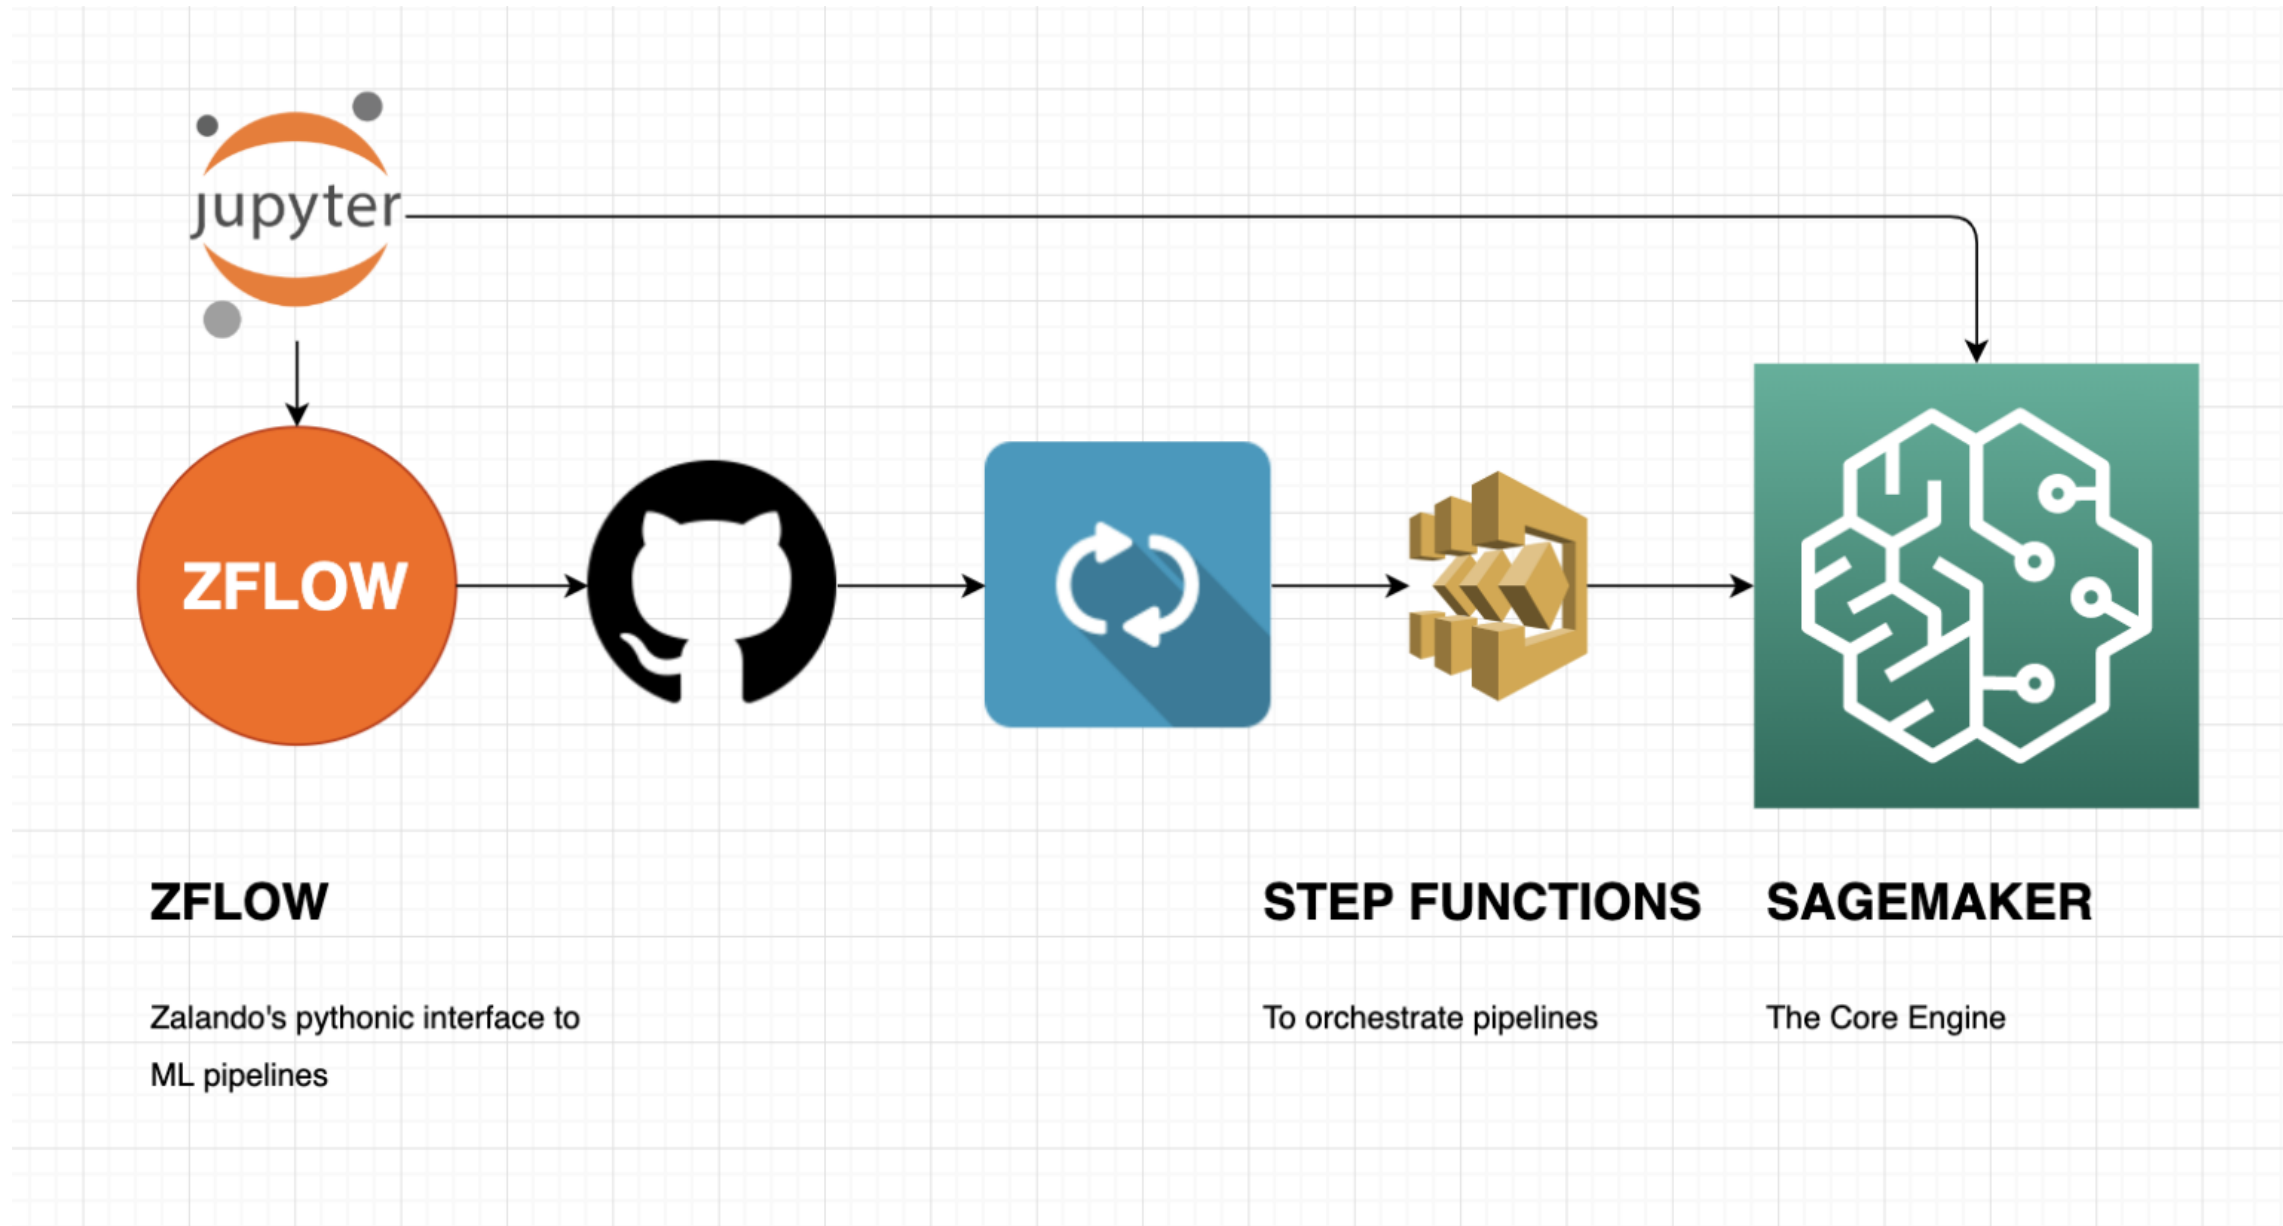 jupyter
ZFLOW
ZFLOW
STEP FUNCTIONS
SAGEMAKER
Zalando's pythonic interface to
ML pipelines
To orchestrate pipelines
The Core Engine